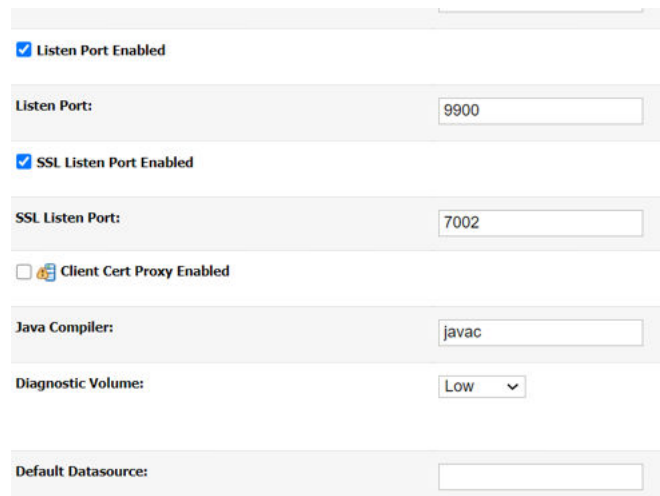 Listen Port Enabled
Listen Port: 9900
SSL Listen Port Enabled
SSL Listen Port: 7002
Client Cert Proxy Enabled
Java Compiler: javac
Diagnostic Volume: Low
Default Datasource: